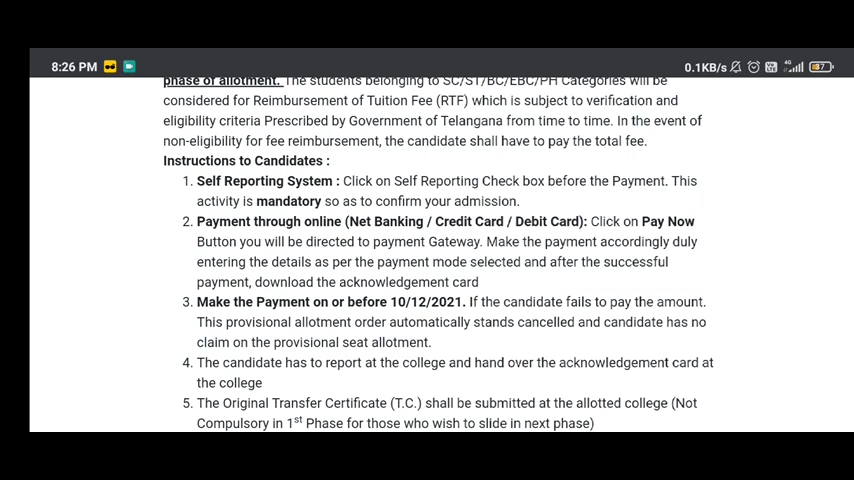 8:26 PM
0.1KB/s 4G 37
phase of allotment. The students belonging to SC/ST/BC/EBC/PH Categories will be
considered for Reimbursement of Tuition Fee (RTF) which is subject to verification and
eligibility criteria Prescribed by Government of Telangana from time to time. In the event of
non-eligibility for fee reimbursement, the candidate shall have to pay the total fee.
Instructions to Candidates :
1. Self Reporting System : Click on Self Reporting Check box before the Payment. This
activity is mandatory so as to confirm your admission.
2. Payment through online (Net Banking / Credit Card / Debit Card): Click on Pay Now
Button you will be directed to payment Gateway. Make the payment accordingly duly
entering the details as per the payment mode selected and after the successful
payment, download the acknowledgement card
3. Make the Payment on or before 10/12/2021. If the candidate fails to pay the amount.
This provisional allotment order automatically stands cancelled and candidate has no
claim on the provisional seat allotment.
4. The candidate has to report at the college and hand over the acknowledgement card at
the college
5. The Original Transfer Certificate (T.C.) shall be submitted at the allotted college (Not
Compulsory in 1st Phase for those who wish to slide in next phase)